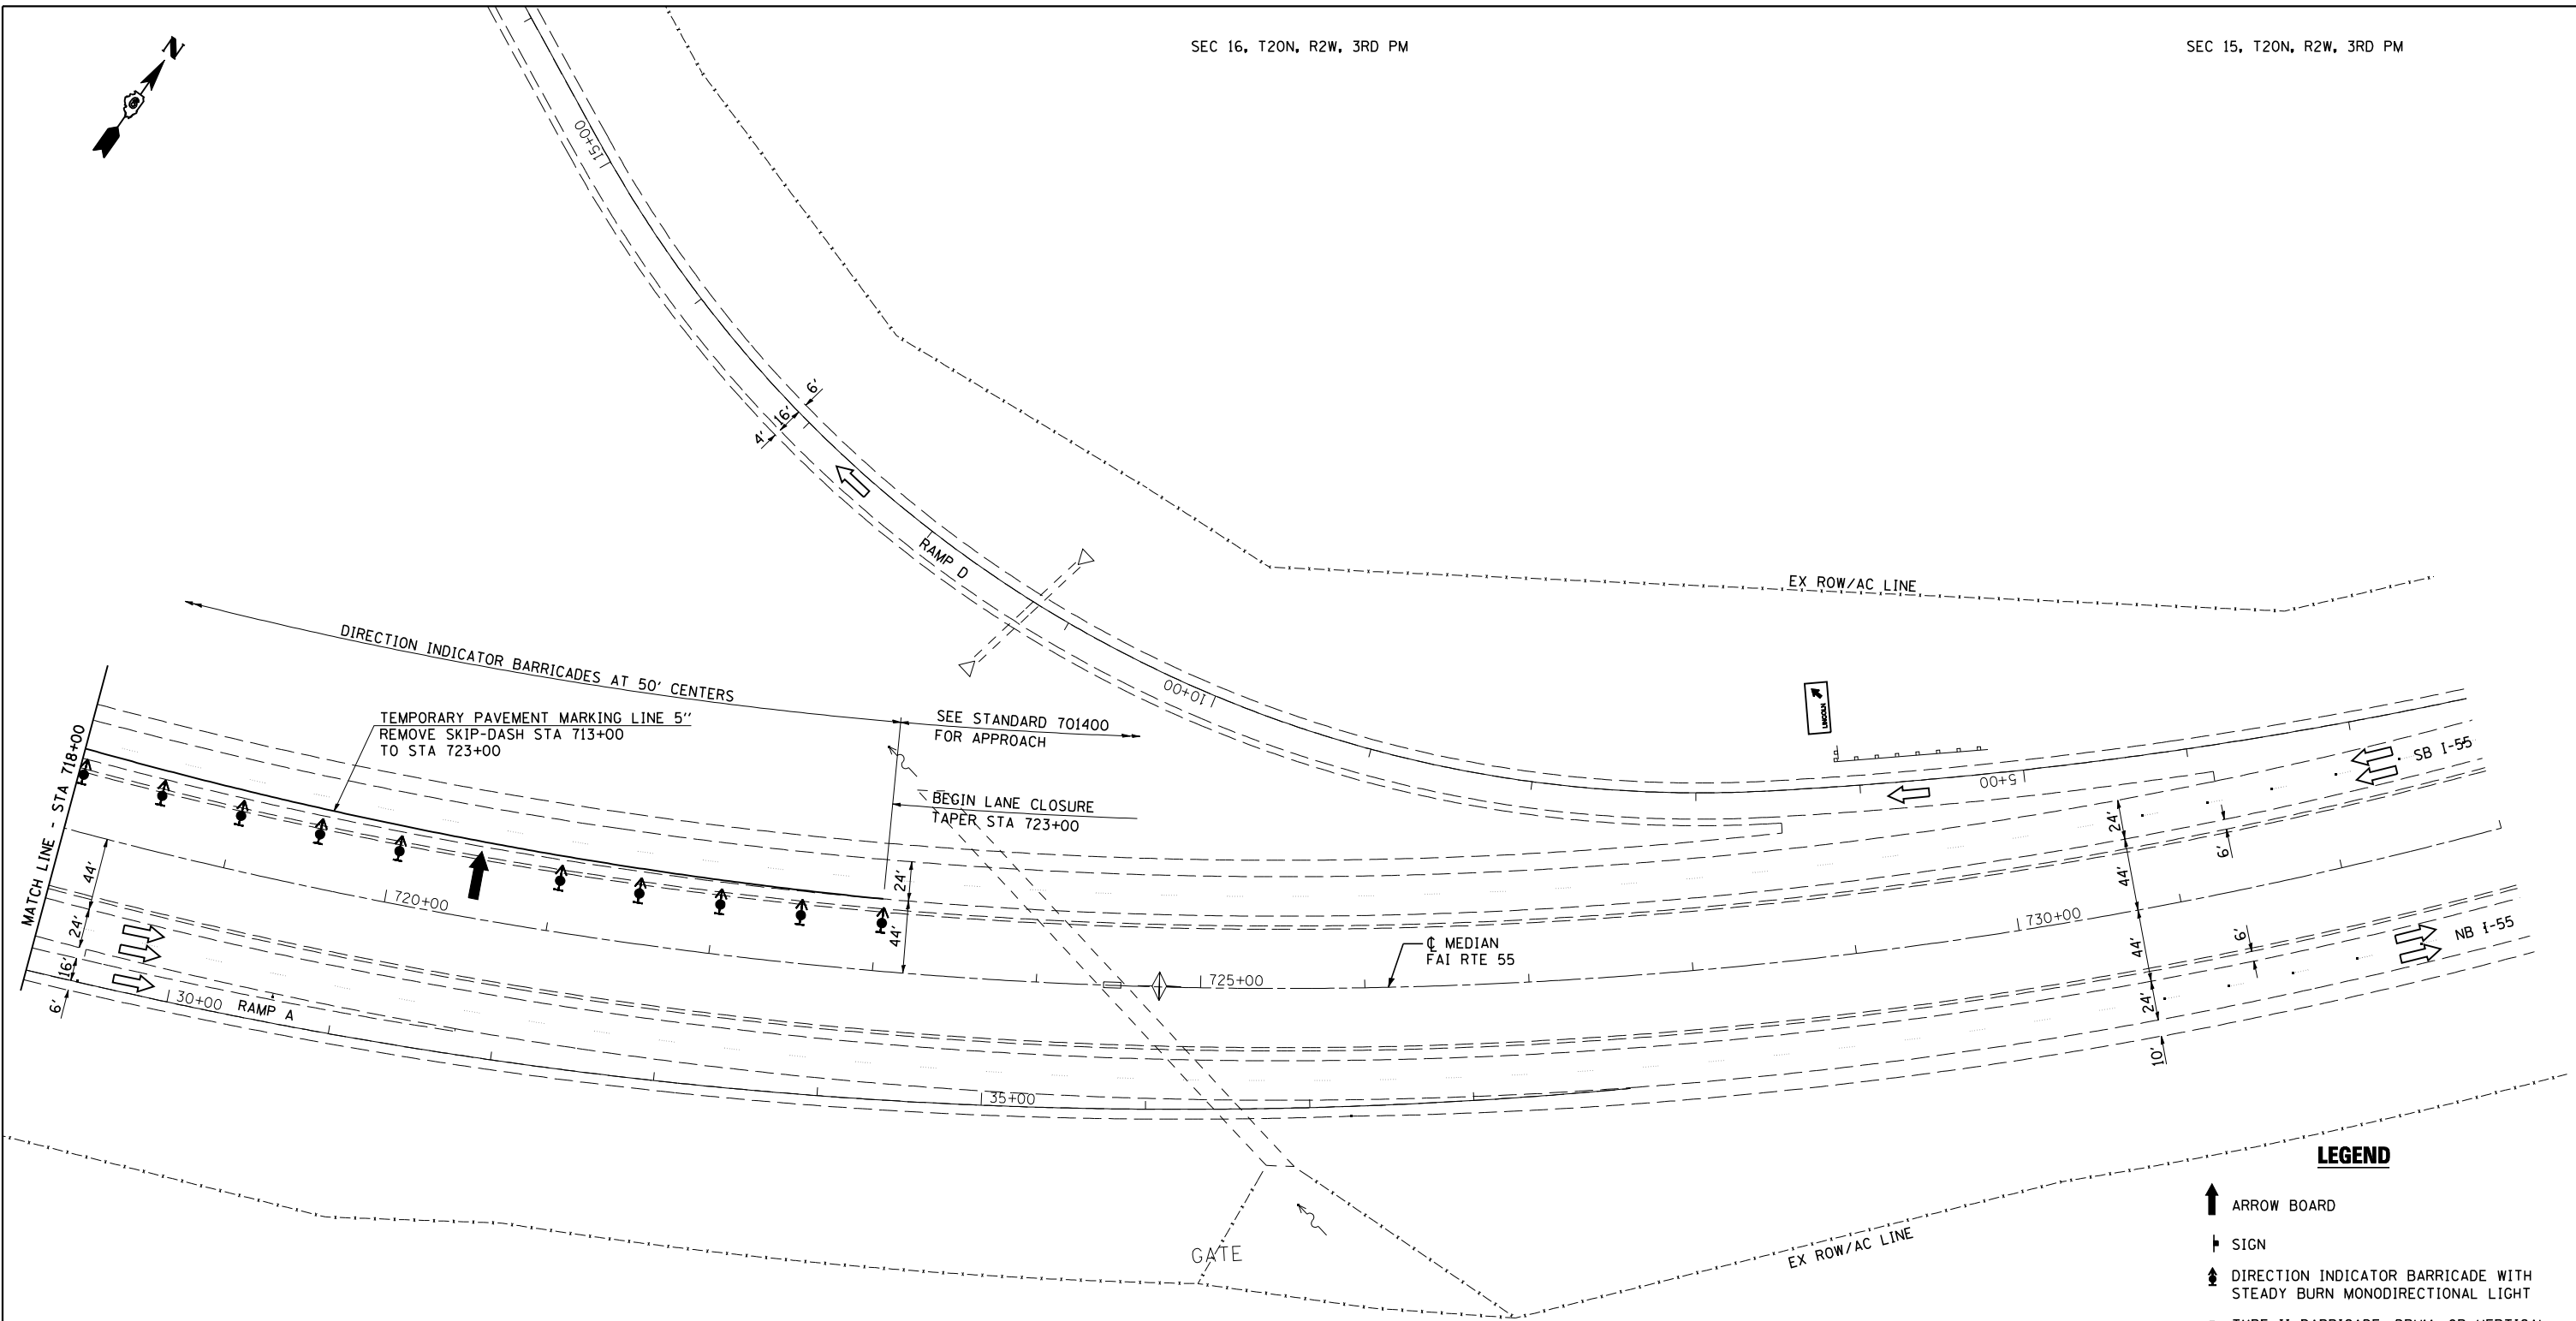 N
SEC 16, T20N, R2W, 3RD PM
SEC 15, T20N, R2W, 3RD PM
15+00
6'
16'
4'
RAMP D
EX ROW/AC LINE
DIRECTION INDICATOR BARRICADES AT 50' CENTERS
10+00
LINCOLN
TEMPORARY PAVEMENT MARKING LINE 5''
REMOVE SKIP-DASH STA 713+00
TO STA 723+00
SEE STANDARD 701400
FOR APPROACH
MATCH LINE - STA 718+00
BEGIN LANE CLOSURE
TAPER STA 723+00
5+00
SB I-55
24'
6'
44'
24'
44'
44'
24'
16'
6'
720+00
730+00
℄ MEDIAN
FAI RTE 55
725+00
44'
6'
24'
10'
NB I-55
30+00
RAMP A
35+00
GATE
EX ROW/AC LINE
LEGEND
ARROW BOARD
SIGN
DIRECTION INDICATOR BARRICADE WITH
STEADY BURN MONODIRECTIONAL LIGHT